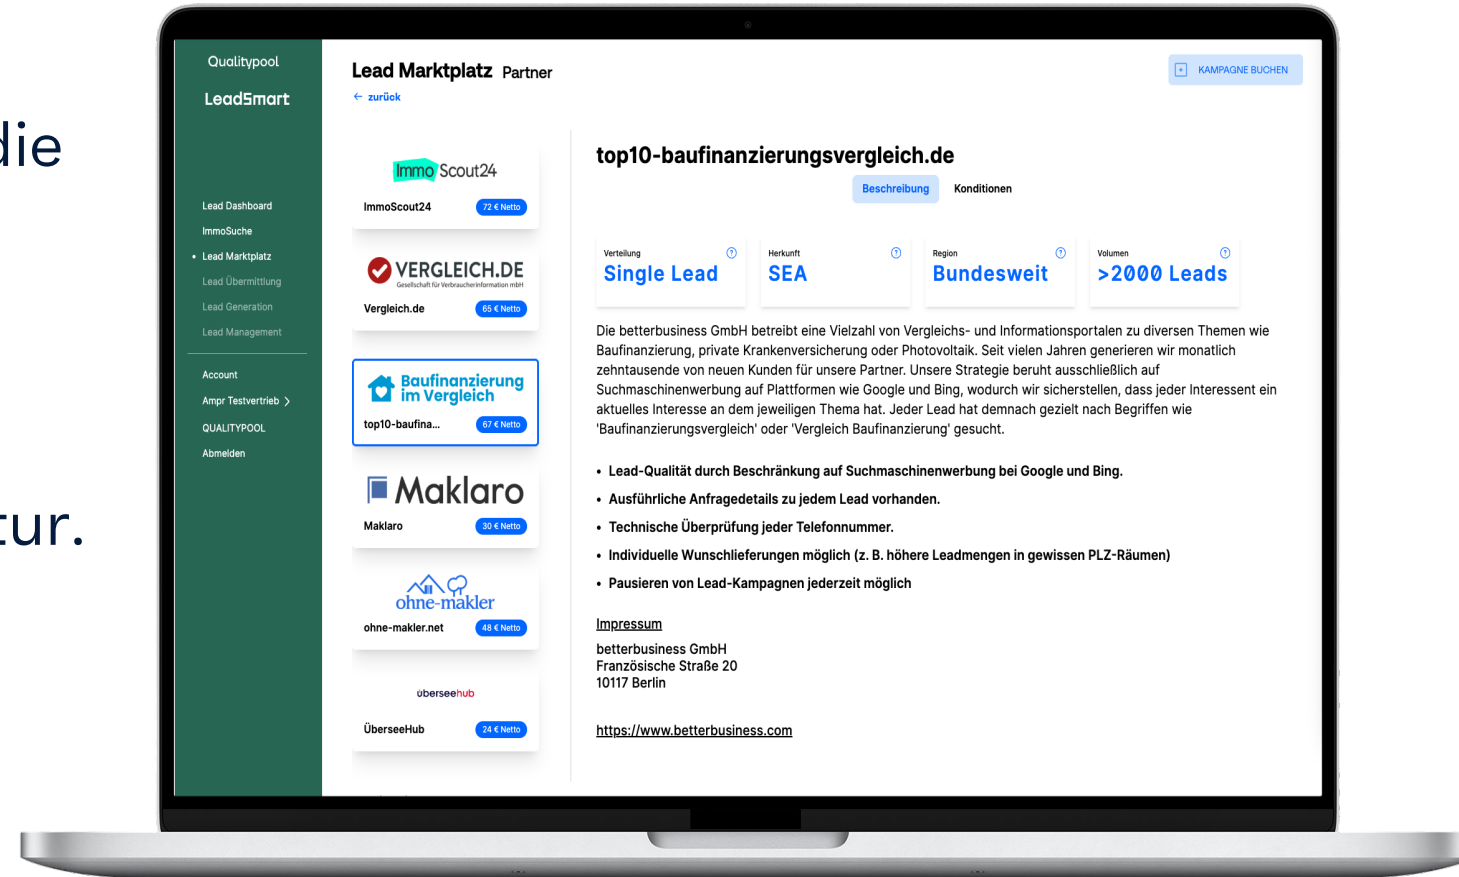 die
tur.
Qualitypool
LeadSmart
Lead Dashboard
ImmoSuche
• Lead Marktplatz
Lead Übermittlung
Lead Generation
Lead Management
Account
Ampr Testvertrieb >
QUALITYPOOL
Abmelden
Lead Marktplatz Partner
← zurück
KAMPAGNE BUCHEN
Immo Scout24
ImmoScout24 72 € Netto
VERGLEICH.DE
Gesellschaft für Verbraucherinformation mbH
Vergleich.de 65 € Netto
Baufinanzierung
im Vergleich
top10-baufina... 67 € Netto
Maklaro
Maklaro 30 € Netto
ohne-makler
ohne-makler.net 48 € Netto
überseehub
ÜberseeHub 24 € Netto
top10-baufinanzierungsvergleich.de
Beschreibung Konditionen
Verteilung ?
Single Lead
Herkunft ?
SEA
Region ?
Bundesweit
Volumen ?
>2000 Leads
Die betterbusiness GmbH betreibt eine Vielzahl von Vergleichs- und Informationsportalen zu diversen Themen wie
Baufinanzierung, private Krankenversicherung oder Photovoltaik. Seit vielen Jahren generieren wir monatlich
zehntausende von neuen Kunden für unsere Partner. Unsere Strategie beruht ausschließlich auf
Suchmaschinenwerbung auf Plattformen wie Google und Bing, wodurch wir sicherstellen, dass jeder Interessent ein
aktuelles Interesse an dem jeweiligen Thema hat. Jeder Lead hat demnach gezielt nach Begriffen wie
'Baufinanzierungsvergleich' oder 'Vergleich Baufinanzierung' gesucht.
• Lead-Qualität durch Beschränkung auf Suchmaschinenwerbung bei Google und Bing.
• Ausführliche Anfragedetails zu jedem Lead vorhanden.
• Technische Überprüfung jeder Telefonnummer.
• Individuelle Wunschlieferungen möglich (z. B. höhere Leadmengen in gewissen PLZ-Räumen)
• Pausieren von Lead-Kampagnen jederzeit möglich
Impressum
betterbusiness GmbH
Französische Straße 20
10117 Berlin
https://www.betterbusiness.com